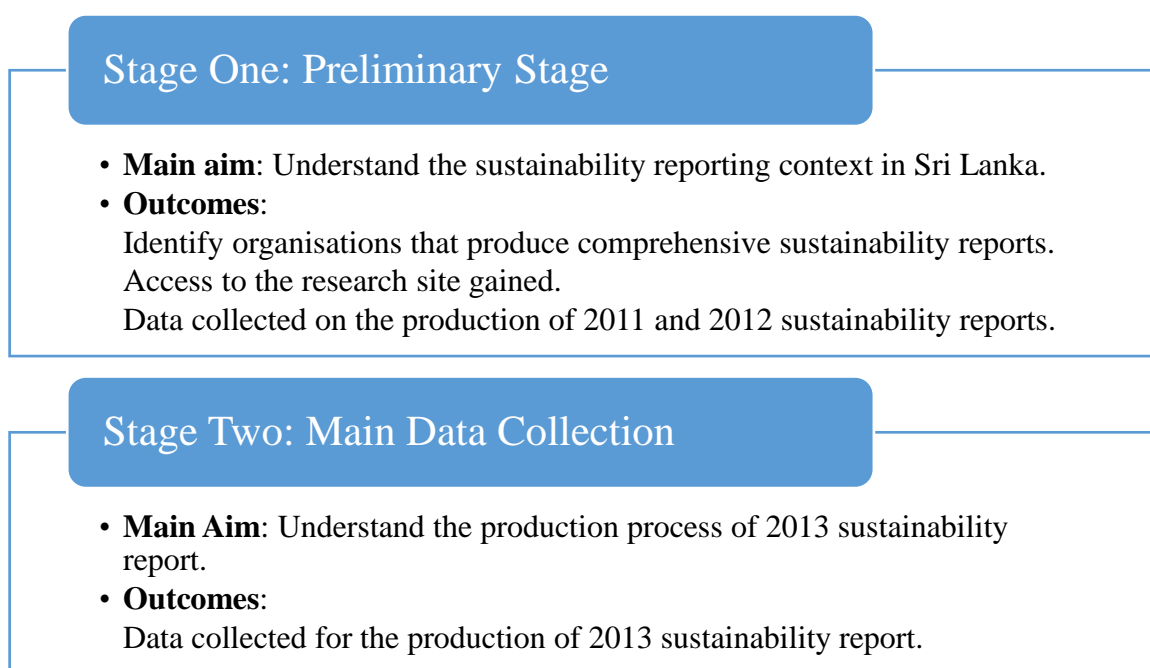 Stage One: Preliminary Stage
• Main aim: Understand the sustainability reporting context in Sri Lanka.
• Outcomes:
Identify organisations that produce comprehensive sustainability reports.
Access to the research site gained.
Data collected on the production of 2011 and 2012 sustainability reports.
Stage Two: Main Data Collection
• Main Aim: Understand the production process of 2013 sustainability
report.
• Outcomes:
Data collected for the production of 2013 sustainability report.